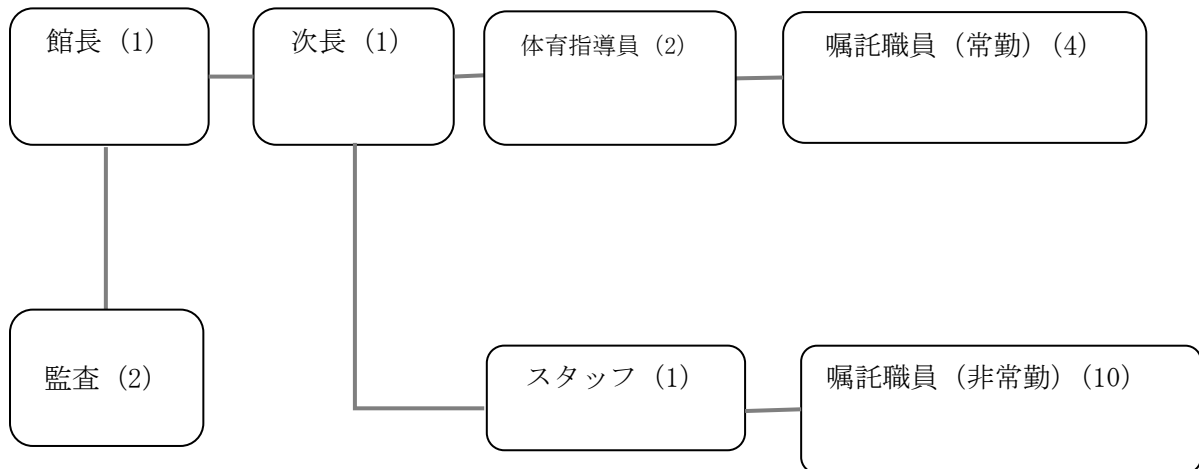 館長（1）
次長（1）
体育指導員（2）
嘱託職員（常勤）（4）
監査（2）
スタッフ（1）
嘱託職員（非常勤）（10）